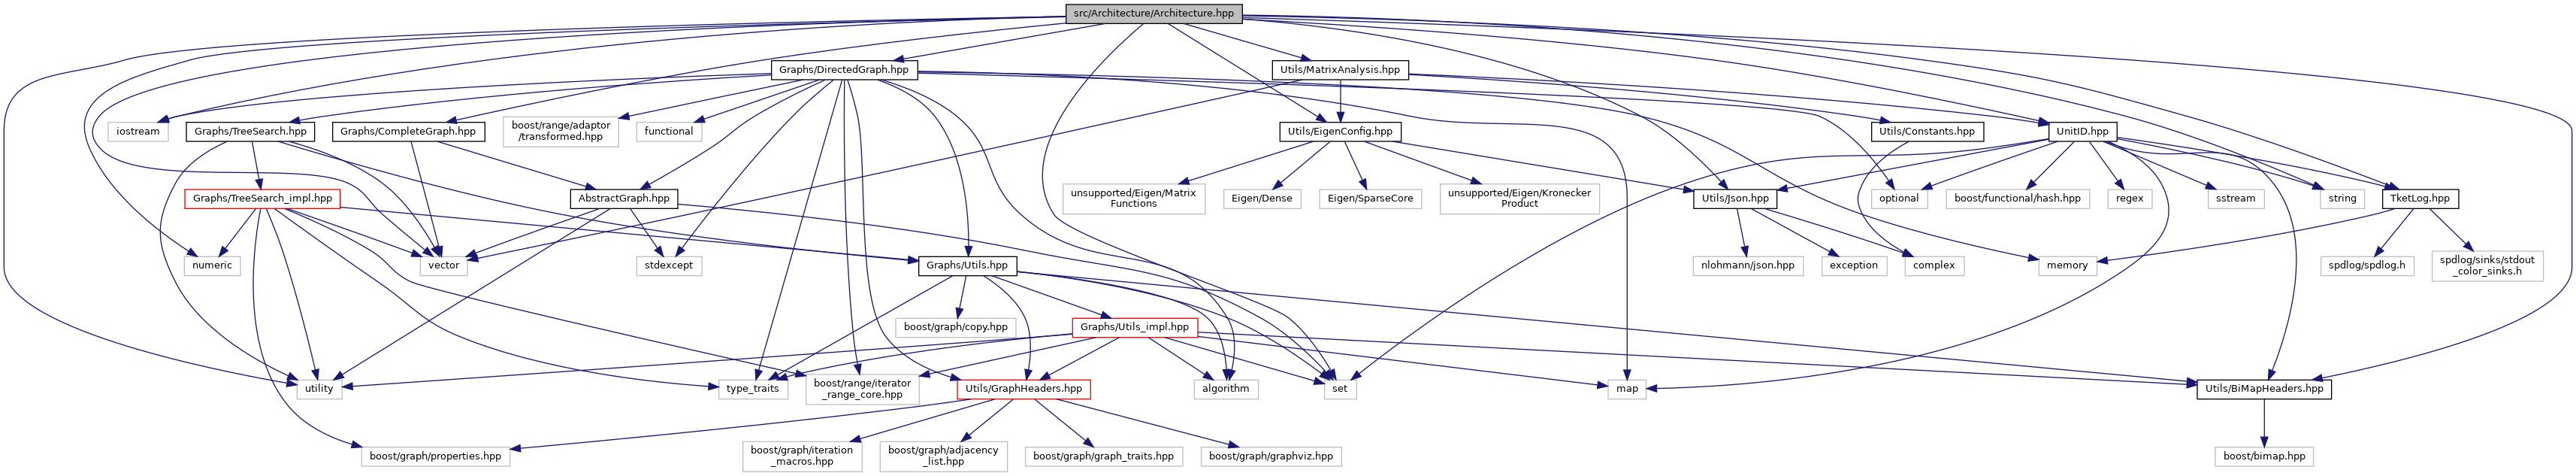 src/Architecture/Architecture.hpp
Graphs/DirectedGraph.hpp
Utils/MatrixAnalysis.hpp
iostream
Graphs/TreeSearch.hpp
Graphs/CompleteGraph.hpp
boost/range/adaptor
/transformed.hpp
functional
Utils/EigenConfig.hpp
Utils/Constants.hpp
UnitID.hpp
Graphs/TreeSearch_impl.hpp
AbstractGraph.hpp
unsupported/Eigen/Matrix
Functions
Eigen/Dense
Eigen/SparseCore
unsupported/Eigen/Kronecker
Product
Utils/Json.hpp
optional
boost/functional/hash.hpp
regex
sstream
string
TketLog.hpp
numeric
vector
stdexcept
Graphs/Utils.hpp
nlohmann/json.hpp
exception
complex
memory
spdlog/spdlog.h
spdlog/sinks/stdout
_color_sinks.h
boost/graph/copy.hpp
Graphs/Utils_impl.hpp
utility
type_traits
boost/range/iterator
_range_core.hpp
Utils/GraphHeaders.hpp
algorithm
set
map
Utils/BiMapHeaders.hpp
boost/graph/properties.hpp
boost/graph/iteration
_macros.hpp
boost/graph/adjacency
_list.hpp
boost/graph/graph_traits.hpp
boost/graph/graphviz.hpp
boost/bimap.hpp